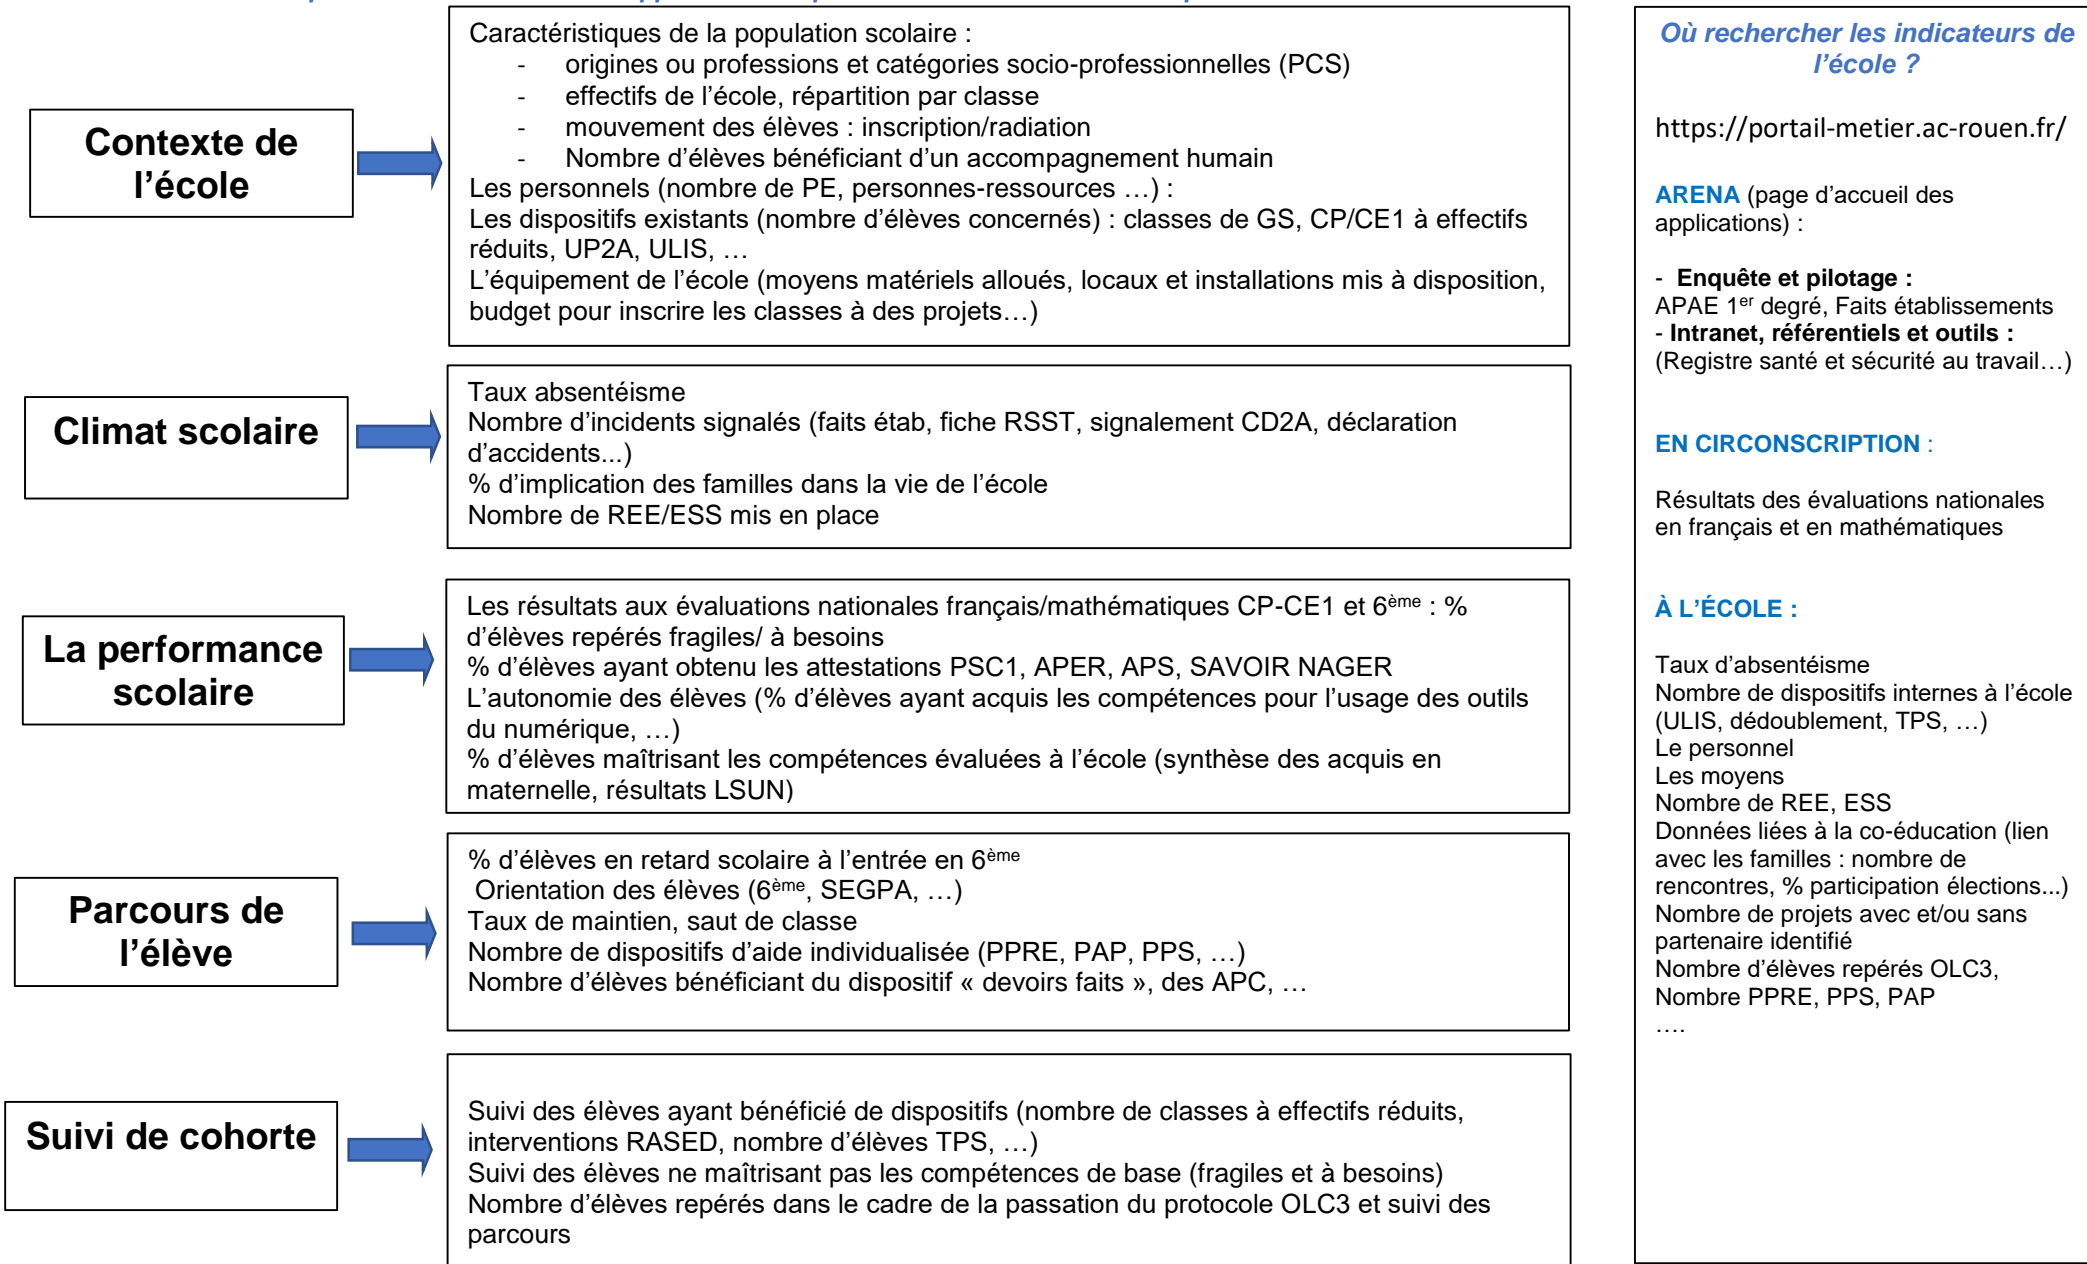 Contexte de
l’école
Caractéristiques de la population scolaire :
- origines ou professions et catégories socio-professionnelles (PCS)
- effectifs de l’école, répartition par classe
- mouvement des élèves : inscription/radiation
- Nombre d’élèves bénéficiant d’un accompagnement humain
Les personnels (nombre de PE, personnes-ressources …) :
Les dispositifs existants (nombre d’élèves concernés) : classes de GS, CP/CE1 à effectifs
réduits, UP2A, ULIS, …
L’équipement de l’école (moyens matériels alloués, locaux et installations mis à disposition,
budget pour inscrire les classes à des projets…)
Climat scolaire
Taux absentéisme
Nombre d’incidents signalés (faits étab, fiche RSST, signalement CD2A, déclaration
d’accidents...)
% d’implication des familles dans la vie de l’école
Nombre de REE/ESS mis en place
La performance
scolaire
Les résultats aux évaluations nationales français/mathématiques CP-CE1 et 6ème : %
d’élèves repérés fragiles/ à besoins
% d’élèves ayant obtenu les attestations PSC1, APER, APS, SAVOIR NAGER
L’autonomie des élèves (% d’élèves ayant acquis les compétences pour l’usage des outils
du numérique, …)
% d’élèves maîtrisant les compétences évaluées à l’école (synthèse des acquis en
maternelle, résultats LSUN)
Parcours de
l’élève
% d’élèves en retard scolaire à l’entrée en 6ème
Orientation des élèves (6ème, SEGPA, …)
Taux de maintien, saut de classe
Nombre de dispositifs d’aide individualisée (PPRE, PAP, PPS, …)
Nombre d’élèves bénéficiant du dispositif « devoirs faits », des APC, …
Suivi de cohorte
Suivi des élèves ayant bénéficié de dispositifs (nombre de classes à effectifs réduits,
interventions RASED, nombre d’élèves TPS, …)
Suivi des élèves ne maîtrisant pas les compétences de base (fragiles et à besoins)
Nombre d’élèves repérés dans le cadre de la passation du protocole OLC3 et suivi des
parcours
Où rechercher les indicateurs de
l’école ?
https://portail-metier.ac-rouen.fr/
ARENA (page d’accueil des
applications) :
- Enquête et pilotage :
APAE 1er degré, Faits établissements
- Intranet, référentiels et outils :
(Registre santé et sécurité au travail…)
EN CIRCONSCRIPTION :
Résultats des évaluations nationales
en français et en mathématiques
À L’ÉCOLE :
Taux d’absentéisme
Nombre de dispositifs internes à l’école
(ULIS, dédoublement, TPS, …)
Le personnel
Les moyens
Nombre de REE, ESS
Données liées à la co-éducation (lien
avec les familles : nombre de
rencontres, % participation élections...)
Nombre de projets avec et/ou sans
partenaire identifié
Nombre d’élèves repérés OLC3,
Nombre PPRE, PPS, PAP
….